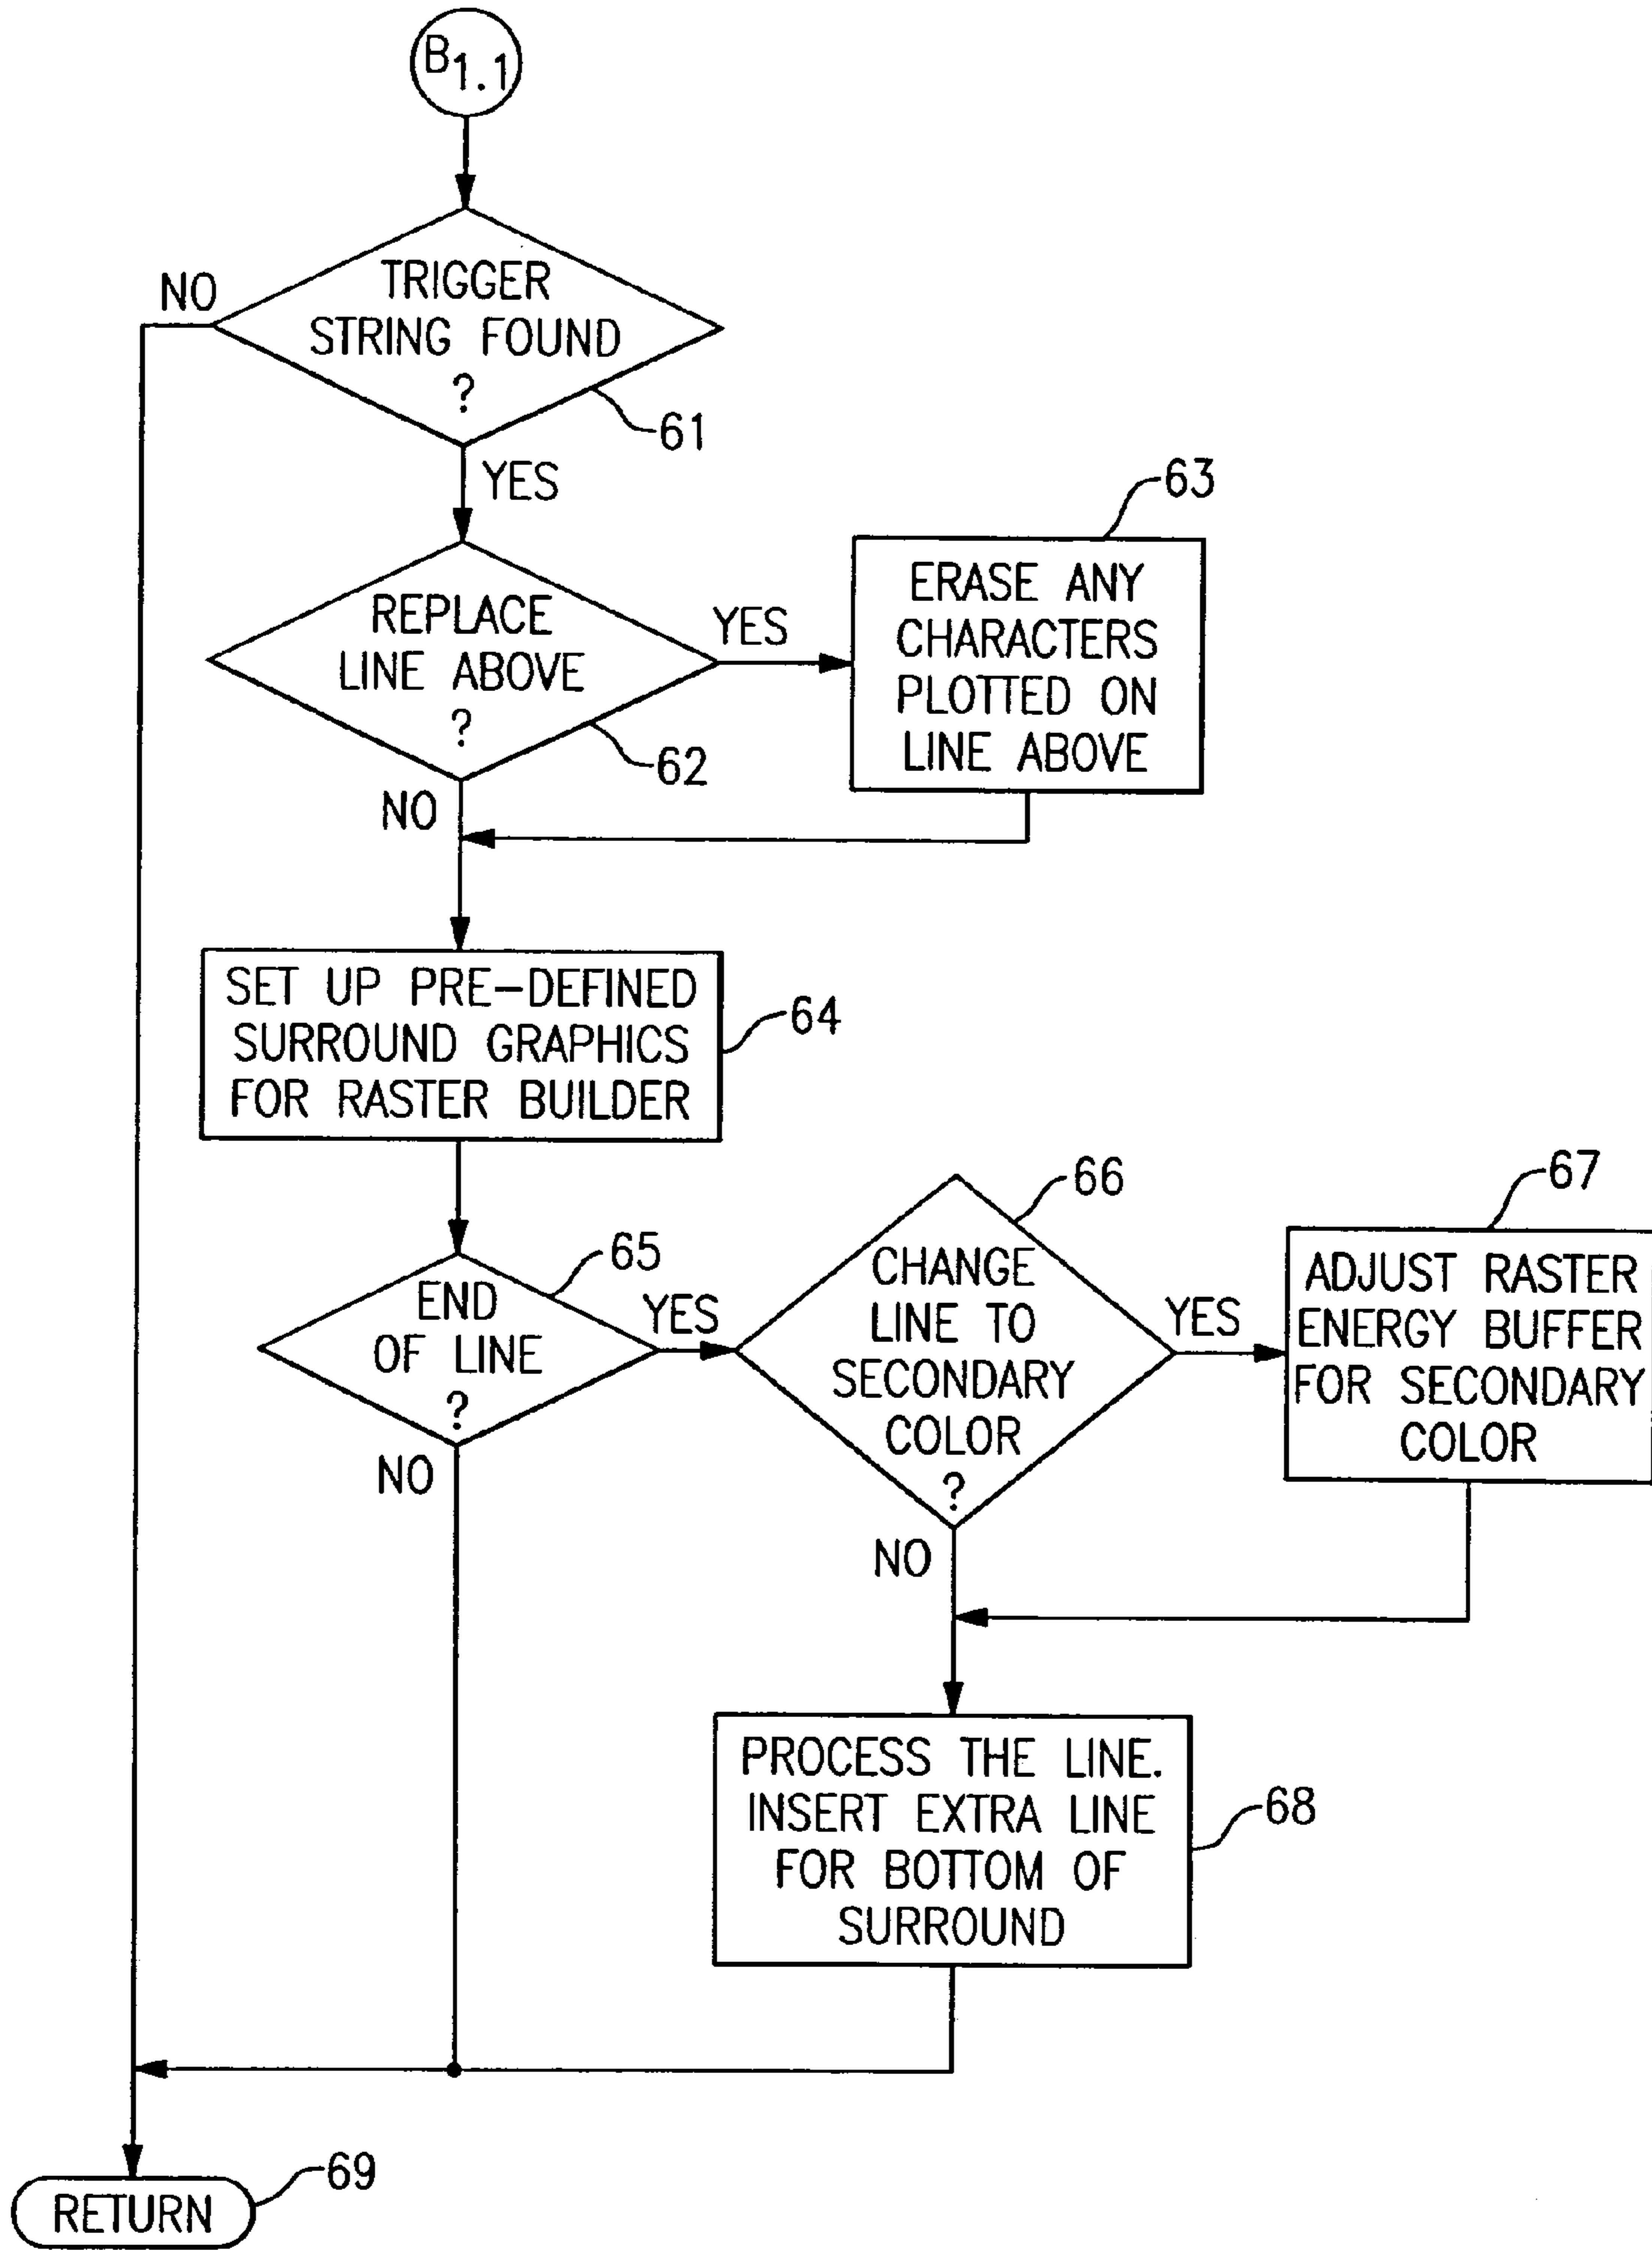 B1.1
TRIGGER
STRING FOUND
?
NO
61
YES
63
REPLACE
LINE ABOVE
?
YES
62
NO
ERASE ANY
CHARACTERS
PLOTTED ON
LINE ABOVE
SET UP PRE-DEFINED
SURROUND GRAPHICS
FOR RASTER BUILDER
64
END
OF LINE
?
65
YES
NO
66
CHANGE
LINE TO
SECONDARY
COLOR
?
YES
NO
67
ADJUST RASTER
ENERGY BUFFER
FOR SECONDARY
COLOR
PROCESS THE LINE.
INSERT EXTRA LINE
FOR BOTTOM OF
SURROUND
68
RETURN
69